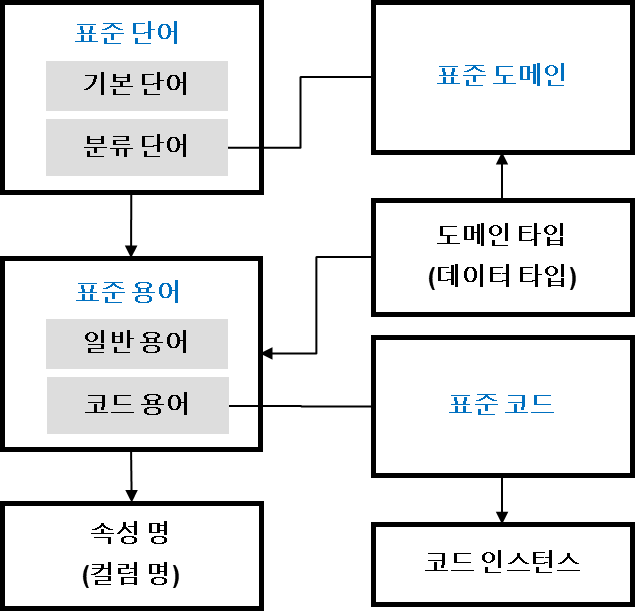 표준 단어
기본 단어
분류 단어
표준 도메인
도메인 타입
(데이터 타입)
표준 용어
일반 용어
코드 용어
표준 코드
속성 명
(컬럼 명)
코드 인스턴스